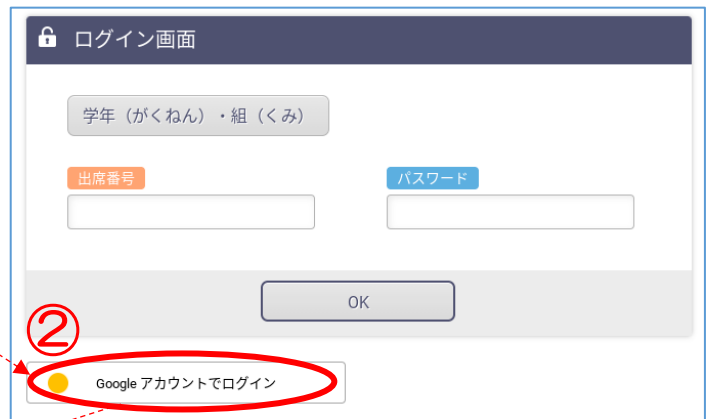 ログイン画面
学年（がくねん）・組（くみ）
出席番号
パスワード
OK
②
Google アカウントでログイン